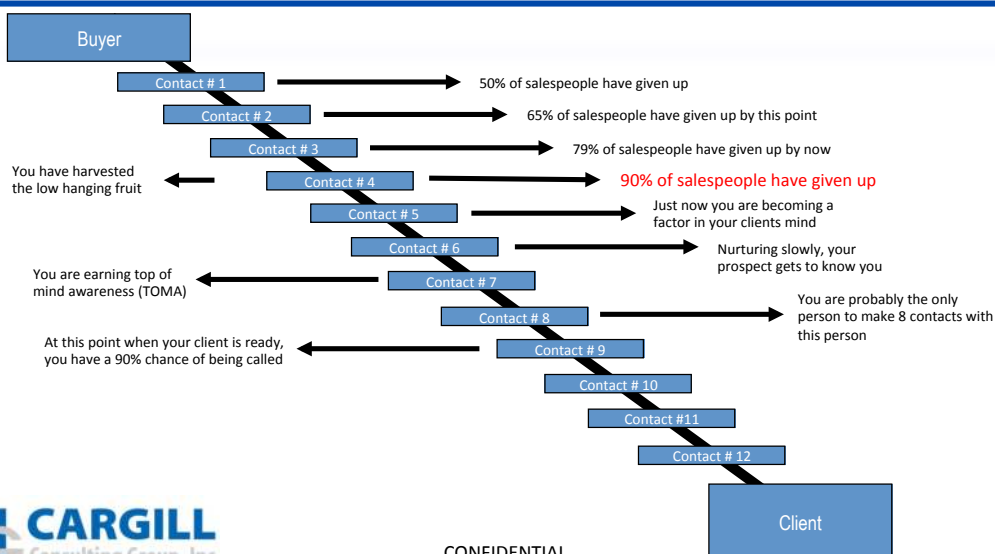 Buyer
Contact # 1
50% of salespeople have given up
Contact # 2
65% of salespeople have given up by this point
Contact # 3
79% of salespeople have given up by now
You have harvested
the low hanging fruit
Contact # 4
90% of salespeople have given up
Contact # 5
Just now you are becoming a
factor in your clients mind
Contact # 6
Nurturing slowly, your
prospect gets to know you
You are earning top of
mind awareness (TOMA)
Contact # 7
Contact # 8
You are probably the only
person to make 8 contacts with
this person
At this point when your client is ready,
you have a 90% chance of being called
Contact # 9
Contact # 10
Contact #11
Contact # 12
Client
CARGILL
Consulting Group, Inc
CONFIDENTIAL